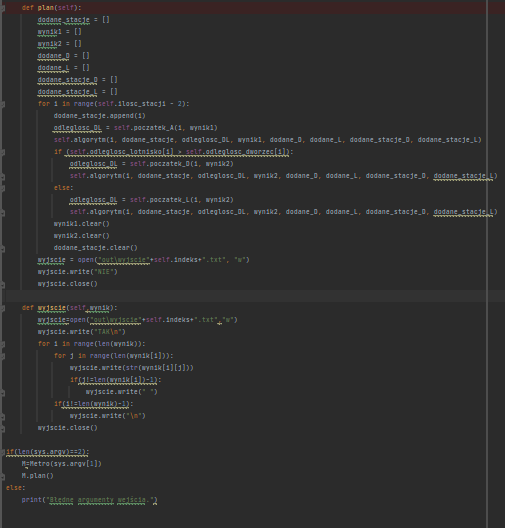 def plan(self):
dodane_stacje = []
wynik1 = []
wynik2 = []
dodane_D = []
dodane_L = []
dodane_stacje_D = []
dodane_stacje_L = []
for i in range(self.ilosc_stacji - 2):
dodane_stacje.append(i)
odleglosc_DL = self.poczatek_A(i, wynik1)
self.algorytm(i, dodane_stacje, odleglosc_DL, wynik1, dodane_D, dodane_L, dodane_stacje_D, dodane_stacje_L)
if (self.odleglosc_lotnisko[i] > self.odleglosc_dworzec[i]):
odleglosc_DL = self.poczatek_D(i, wynik2)
self.algorytm(i, dodane_stacje, odleglosc_DL, wynik2, dodane_D, dodane_L, dodane_stacje_D, dodane_stacje_L)
else:
odleglosc_DL = self.poczatek_L(i, wynik2)
self.algorytm(i, dodane_stacje, odleglosc_DL, wynik2, dodane_D, dodane_L, dodane_stacje_D, dodane_stacje_L)
wynik1.clear()
wynik2.clear()
dodane_stacje.clear()
wyjscie = open("out\wyjscie"+self.indeks+".txt", "w")
wyjscie.write("NIE")
wyjscie.close()
def wyjscie(self,wynik):
wyjscie=open("out\wyjscie"+self.indeks+".txt","w")
wyjscie.write("TAK\n")
for i in range(len(wynik)):
for j in range(len(wynik[i])):
wyjscie.write(str(wynik[i][j]))
if(j!=len(wynik[i])-1):
wyjscie.write(" ")
if(i!=len(wynik)-1):
wyjscie.write("\n")
wyjscie.close()
if(len(sys.argv)==2):
M=Metro(sys.argv[1])
M.plan()
else:
print("Bledne argumenty wejscia.")